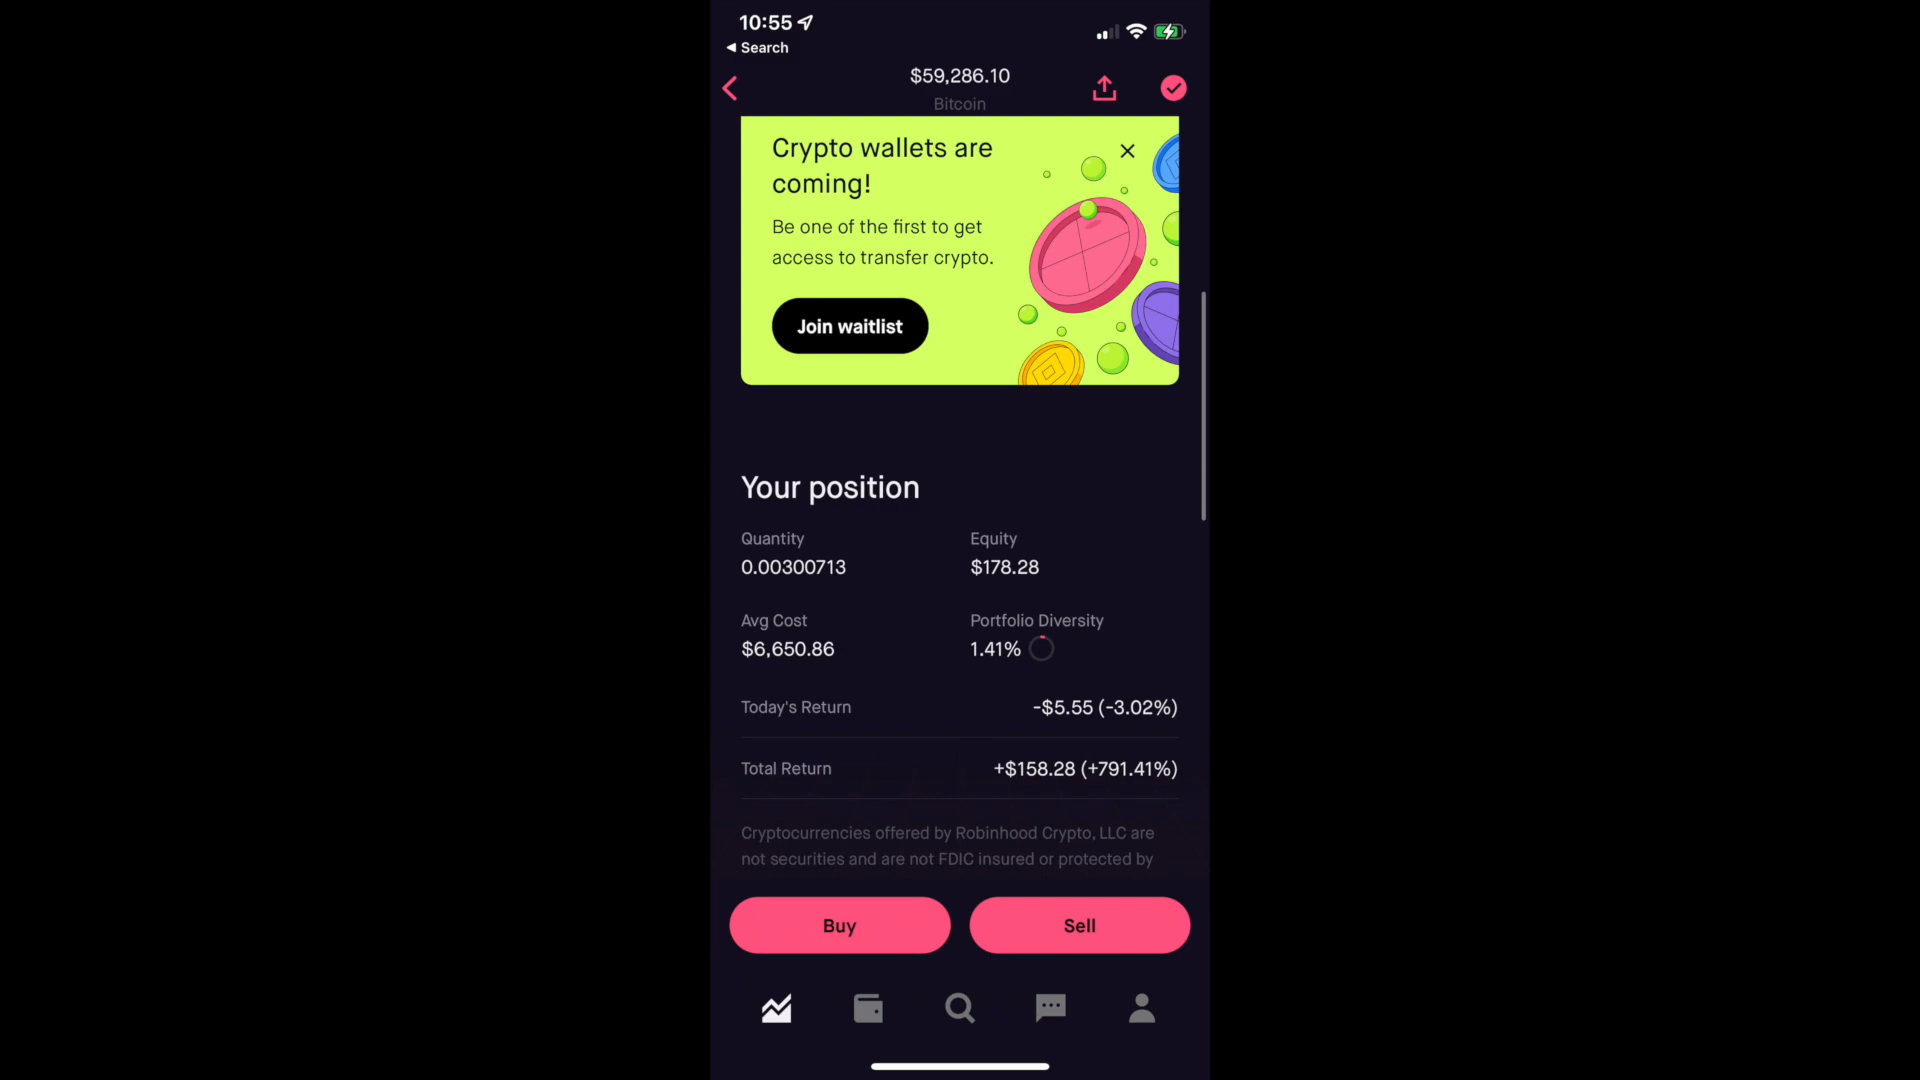 10:55
Search
$59,286.10
Bitcoin
Crypto wallets are
coming!
Be one of the first to get
access to transfer crypto.
Join waitlist
Your position
Quantity
0.00300713
Equity
$178.28
Avg Cost
$6,650.86
Portfolio Diversity
1.41%
Today's Return
-$5.55 (-3.02%)
Total Return
+$158.28 (+791.41%)
Cryptocurrencies offered by Robinhood Crypto, LLC are
not securities and are not FDIC insured or protected by
Buy
Sell